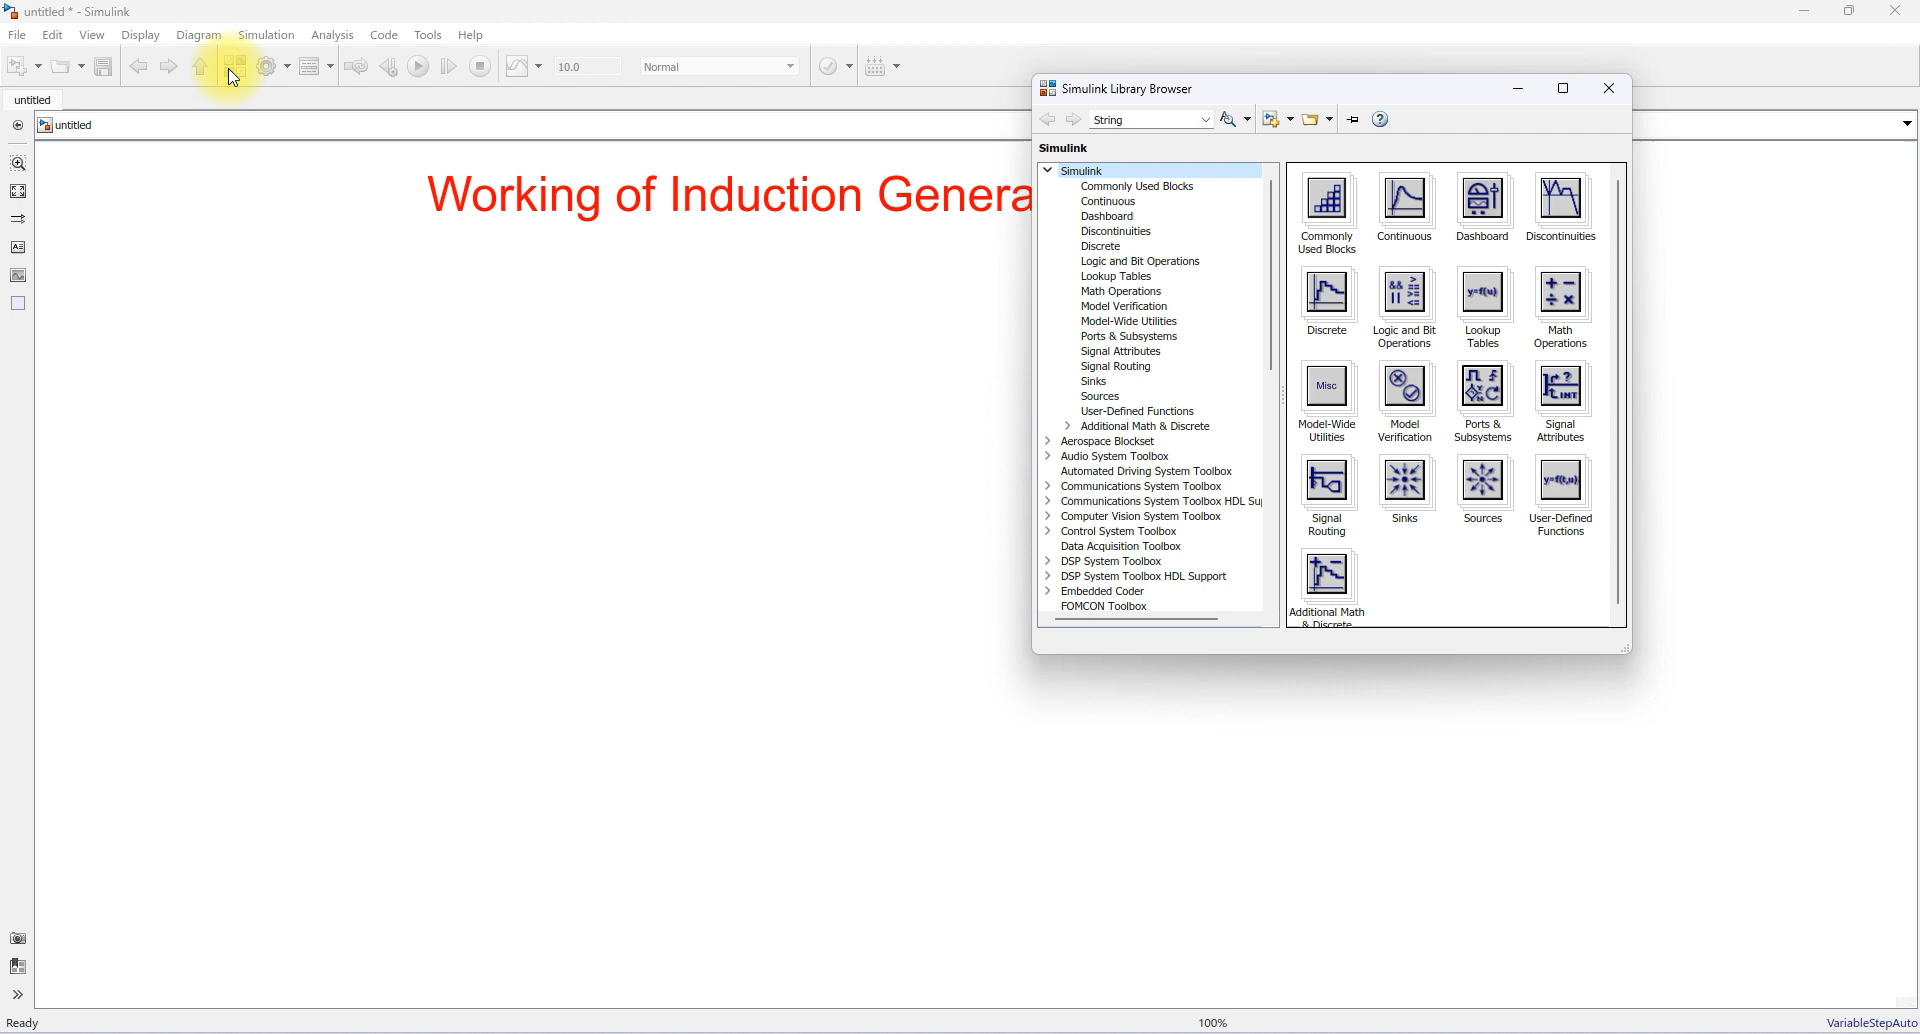 untitled * - Simulink
File Edit View Display Diagram Simulation Analysis Code Tools Help
10.0 Normal
untitled
untitled
Working of Induction Genera
Simulink Library Browser
String
Simulink
Simulink
Commonly Used Blocks
Continuous
Dashboard
Discontinuities
Discrete
Logic and Bit Operations
Lookup Tables
Math Operations
Model Verification
Model-Wide Utilities
Ports & Subsystems
Signal Attributes
Signal Routing
Sinks
Sources
User-Defined Functions
Additional Math & Discrete
Aerospace Blockset
Audio System Toolbox
Automated Driving System Toolbox
Communications System Toolbox
Communications System Toolbox HDL Su
Computer Vision System Toolbox
Control System Toolbox
Data Acquisition Toolbox
DSP System Toolbox
DSP System Toolbox HDL Support
Embedded Coder
FOMCON Toolbox
Commonly
Used Blocks
Continuous
Dashboard
Discontinuities
Discrete
&& ||
> == >= <=
Logic and Bit
Operations
y=f(u)
Lookup
Tables
+ − ÷ ×
Math
Operations
Misc
Model-Wide
Utilities
Model
Verification
Ports &
Subsystems
Signal
Attributes
Signal
Routing
Sinks
Sources
y=f(t,u)
User-Defined
Functions
Additional Math
& Discrete
Ready
100%
VariableStepAuto